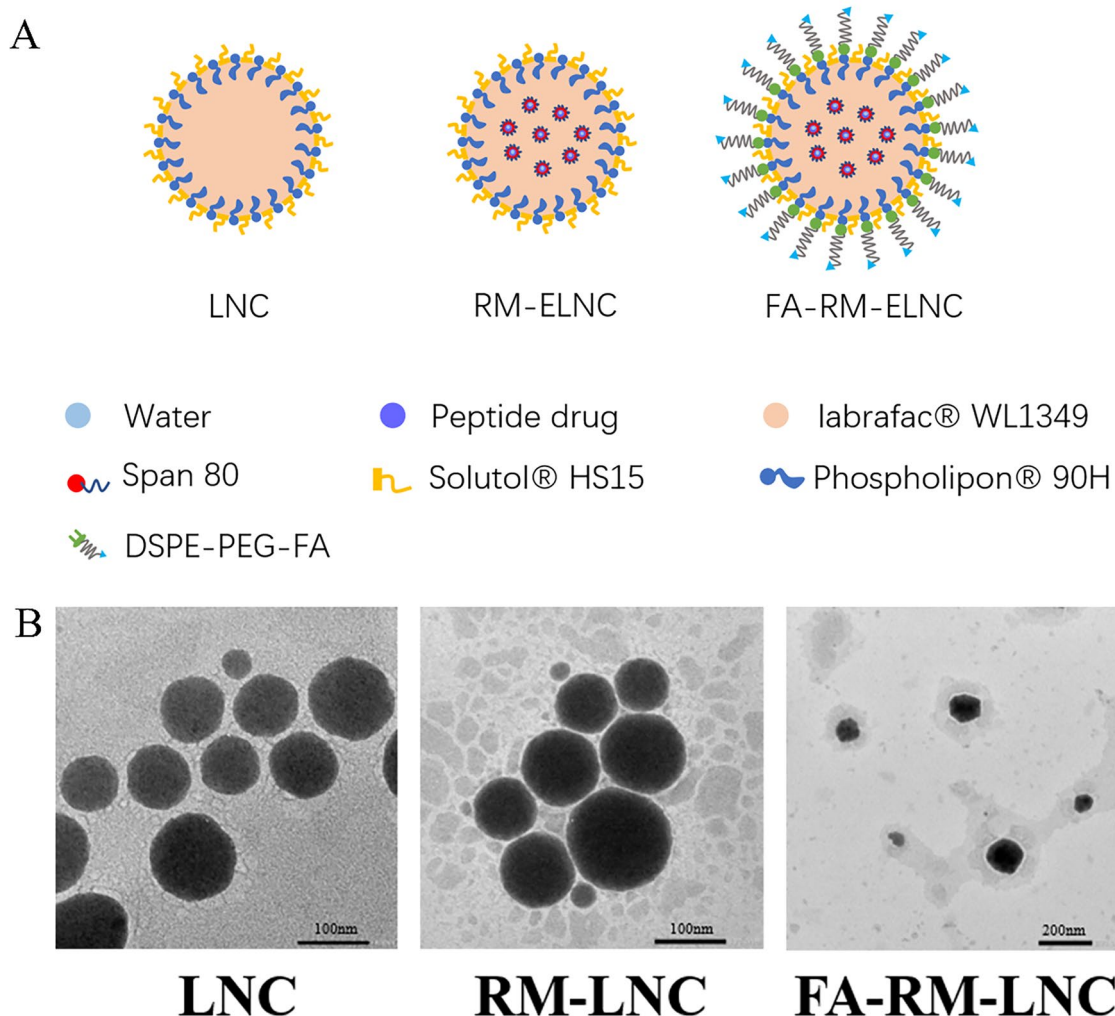 A
LNC RM-ELNC FA-RM-ELNC
Water Peptide drug labrafac® WL1349
Span 80 Solutol® HS15 Phospholipon® 90H
DSPE-PEG-FA
B
100nm 100nm 200nm
LNC RM-LNC FA-RM-LNC